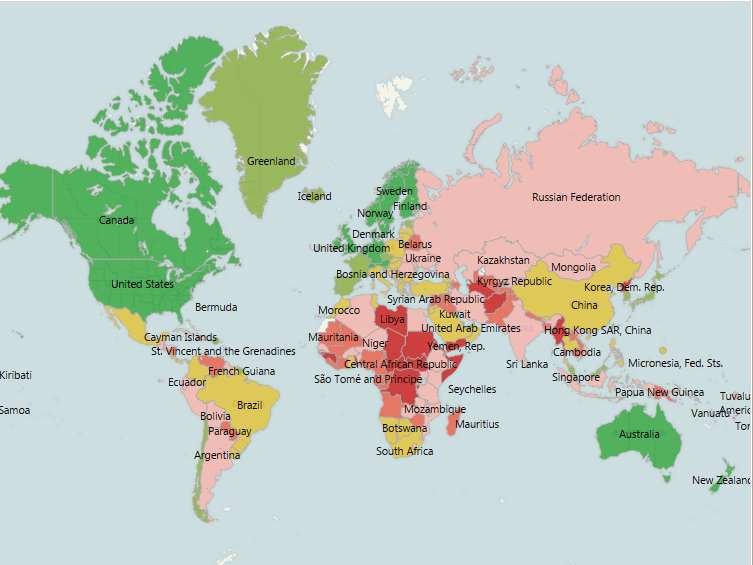 Greenland
Iceland
Sweden
Finland
Norway
Russian Federation
Canada
Denmark
United Kingdom
Belarus
Ukraine
Kazakhstan
Mongolia
Bosnia and Herzegovina
Kyrgyz Republic
United States
Korea, Dem. Rep.
Syrian Arab Republic
China
Bermuda
Morocco
Libya
Kuwait
United Arab Emirates
Hong Kong SAR, China
Cayman Islands
Mauritania
Niger
Yemen, Rep.
St. Vincent and the Grenadines
Cambodia
Central African Republic
Sri Lanka
Micronesia, Fed. Sts.
French Guiana
Kiribati
São Tomé and Principe
Singapore
Ecuador
Seychelles
Papua New Guinea
Tuvalu
Brazil
Samoa
Mozambique
Americ
Vanuatu
Bolivia
Mauritius
Paraguay
Botswana
Tor
Australia
Argentina
South Africa
New Zealand